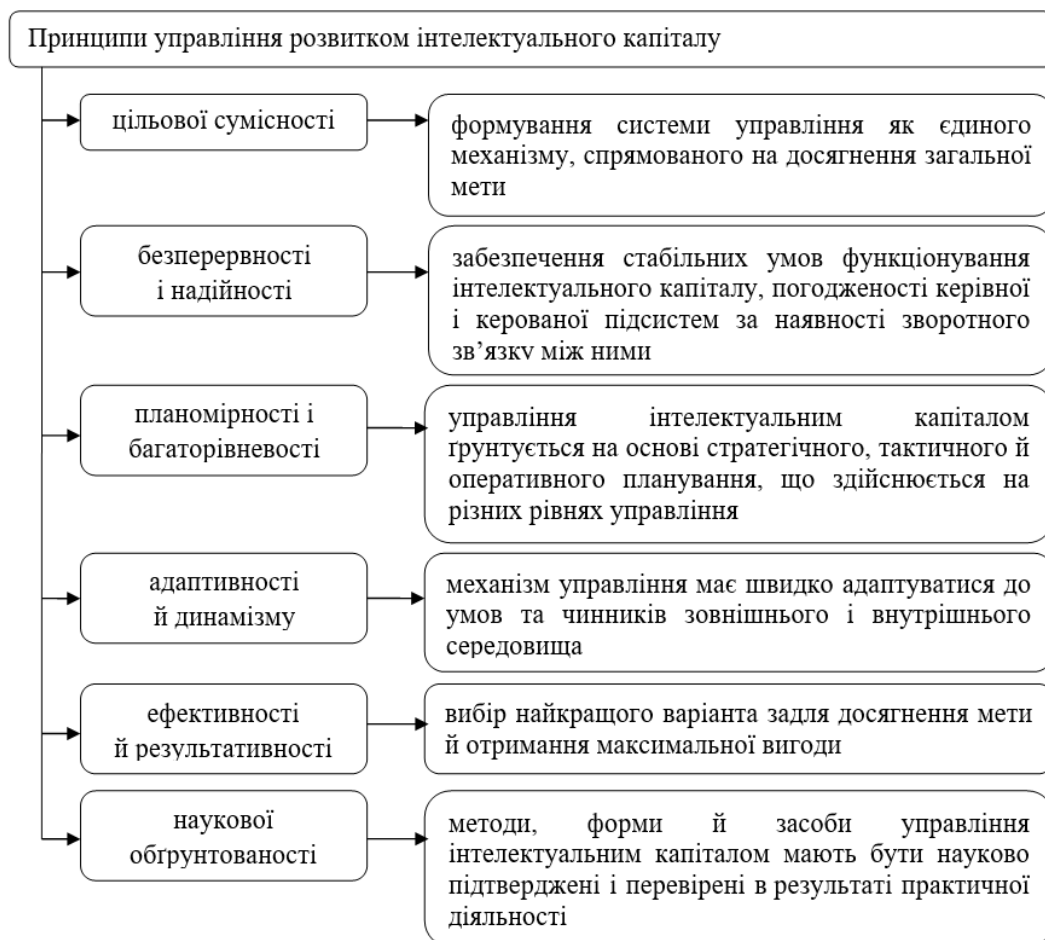 Принципи управління розвитком інтелектуального капіталу
цільової сумісності
формування системи управління як єдиного
механізму, спрямованого на досягнення загальної
мети
безперервності
і надійності
забезпечення стабільних умов функціонування
інтелектуального капіталу, погодженості керівної
і керованої підсистем за наявності зворотного
зв’язку між ними
планомірності і
багаторівневості
управління інтелектуальним капіталом
ґрунтується на основі стратегічного, тактичного й
оперативного планування, що здійснюється на
різних рівнях управління
адаптивності
й динамізму
механізм управління має швидко адаптуватися до
умов та чинників зовнішнього і внутрішнього
середовища
ефективності
й результативності
вибір найкращого варіанта задля досягнення мети
й отримання максимальної вигоди
наукової
обґрунтованості
методи, форми й засоби управління
інтелектуальним капіталом мають бути науково
підтверджені і перевірені в результаті практичної
діяльності